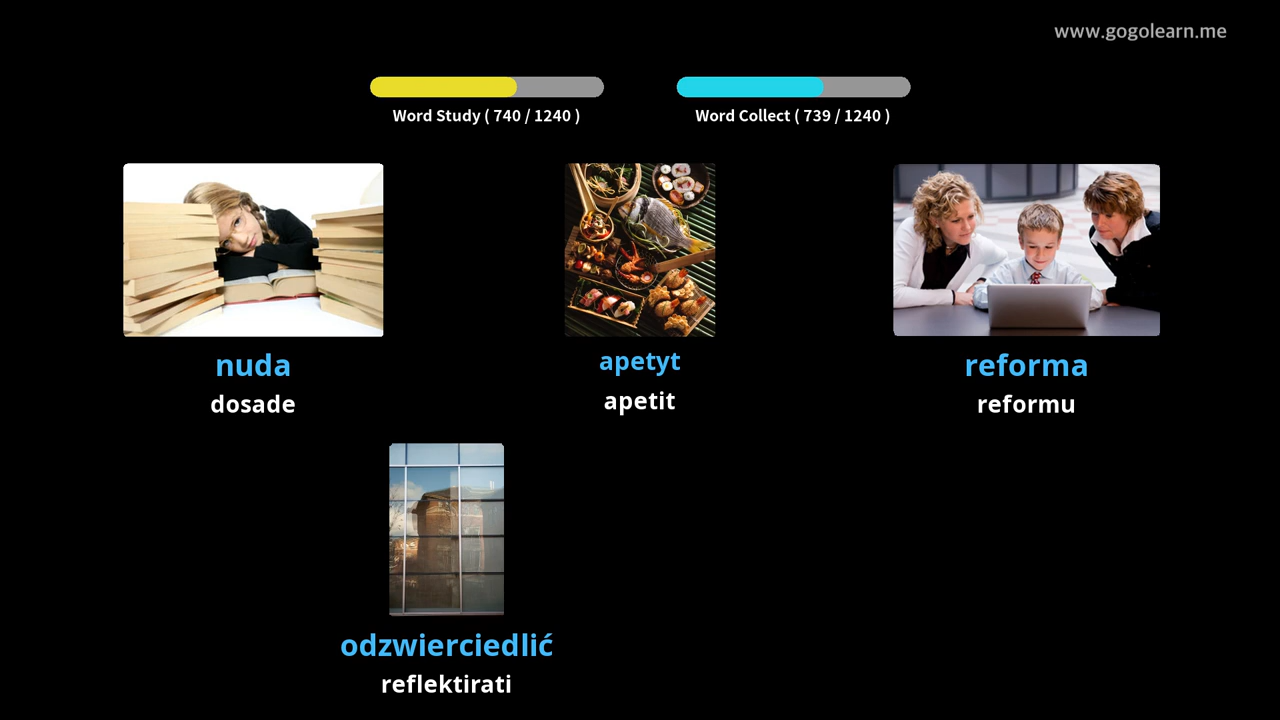 www.gogolearn.me
Word Study ( 740 / 1240 )
Word Collect ( 739 / 1240 )
nuda
dosade
apetyt
apetit
reforma
reformu
odzwierciedlić
reflektirati